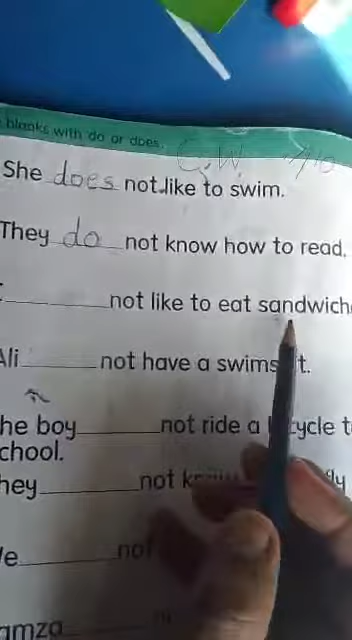 blanks with do or does.
C.W
She does not like to swim.
They do not know how to read.
not like to eat sandwich
Ali not have a swims t.
he boy not ride a cycle t
chool.
hey not
e not
amza